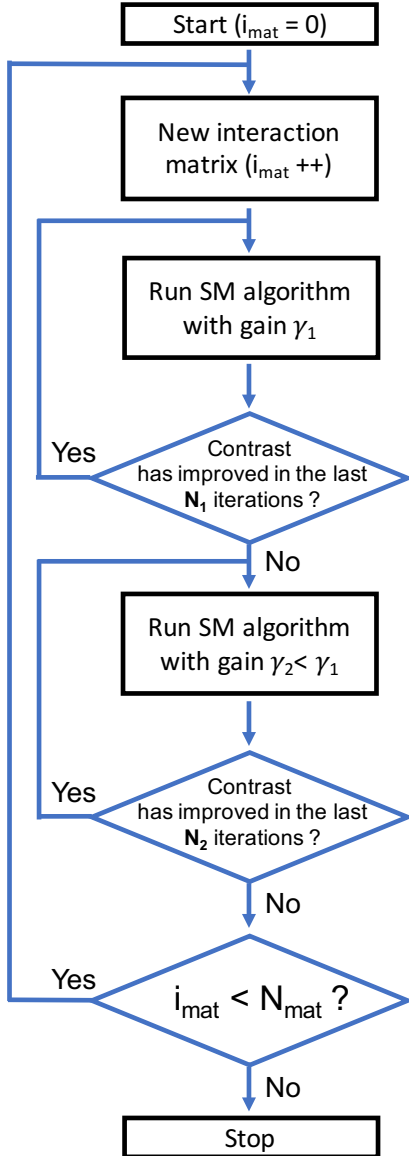 Start (i_mat = 0)
New interaction
matrix (i_mat ++)
Run SM algorithm
with gain γ₁
Yes
Contrast
has improved in the last
N₁ iterations ?
No
Run SM algorithm
with gain γ₂< γ₁
Yes
Contrast
has improved in the last
N₂ iterations ?
No
Yes
i_mat < N_mat ?
No
Stop